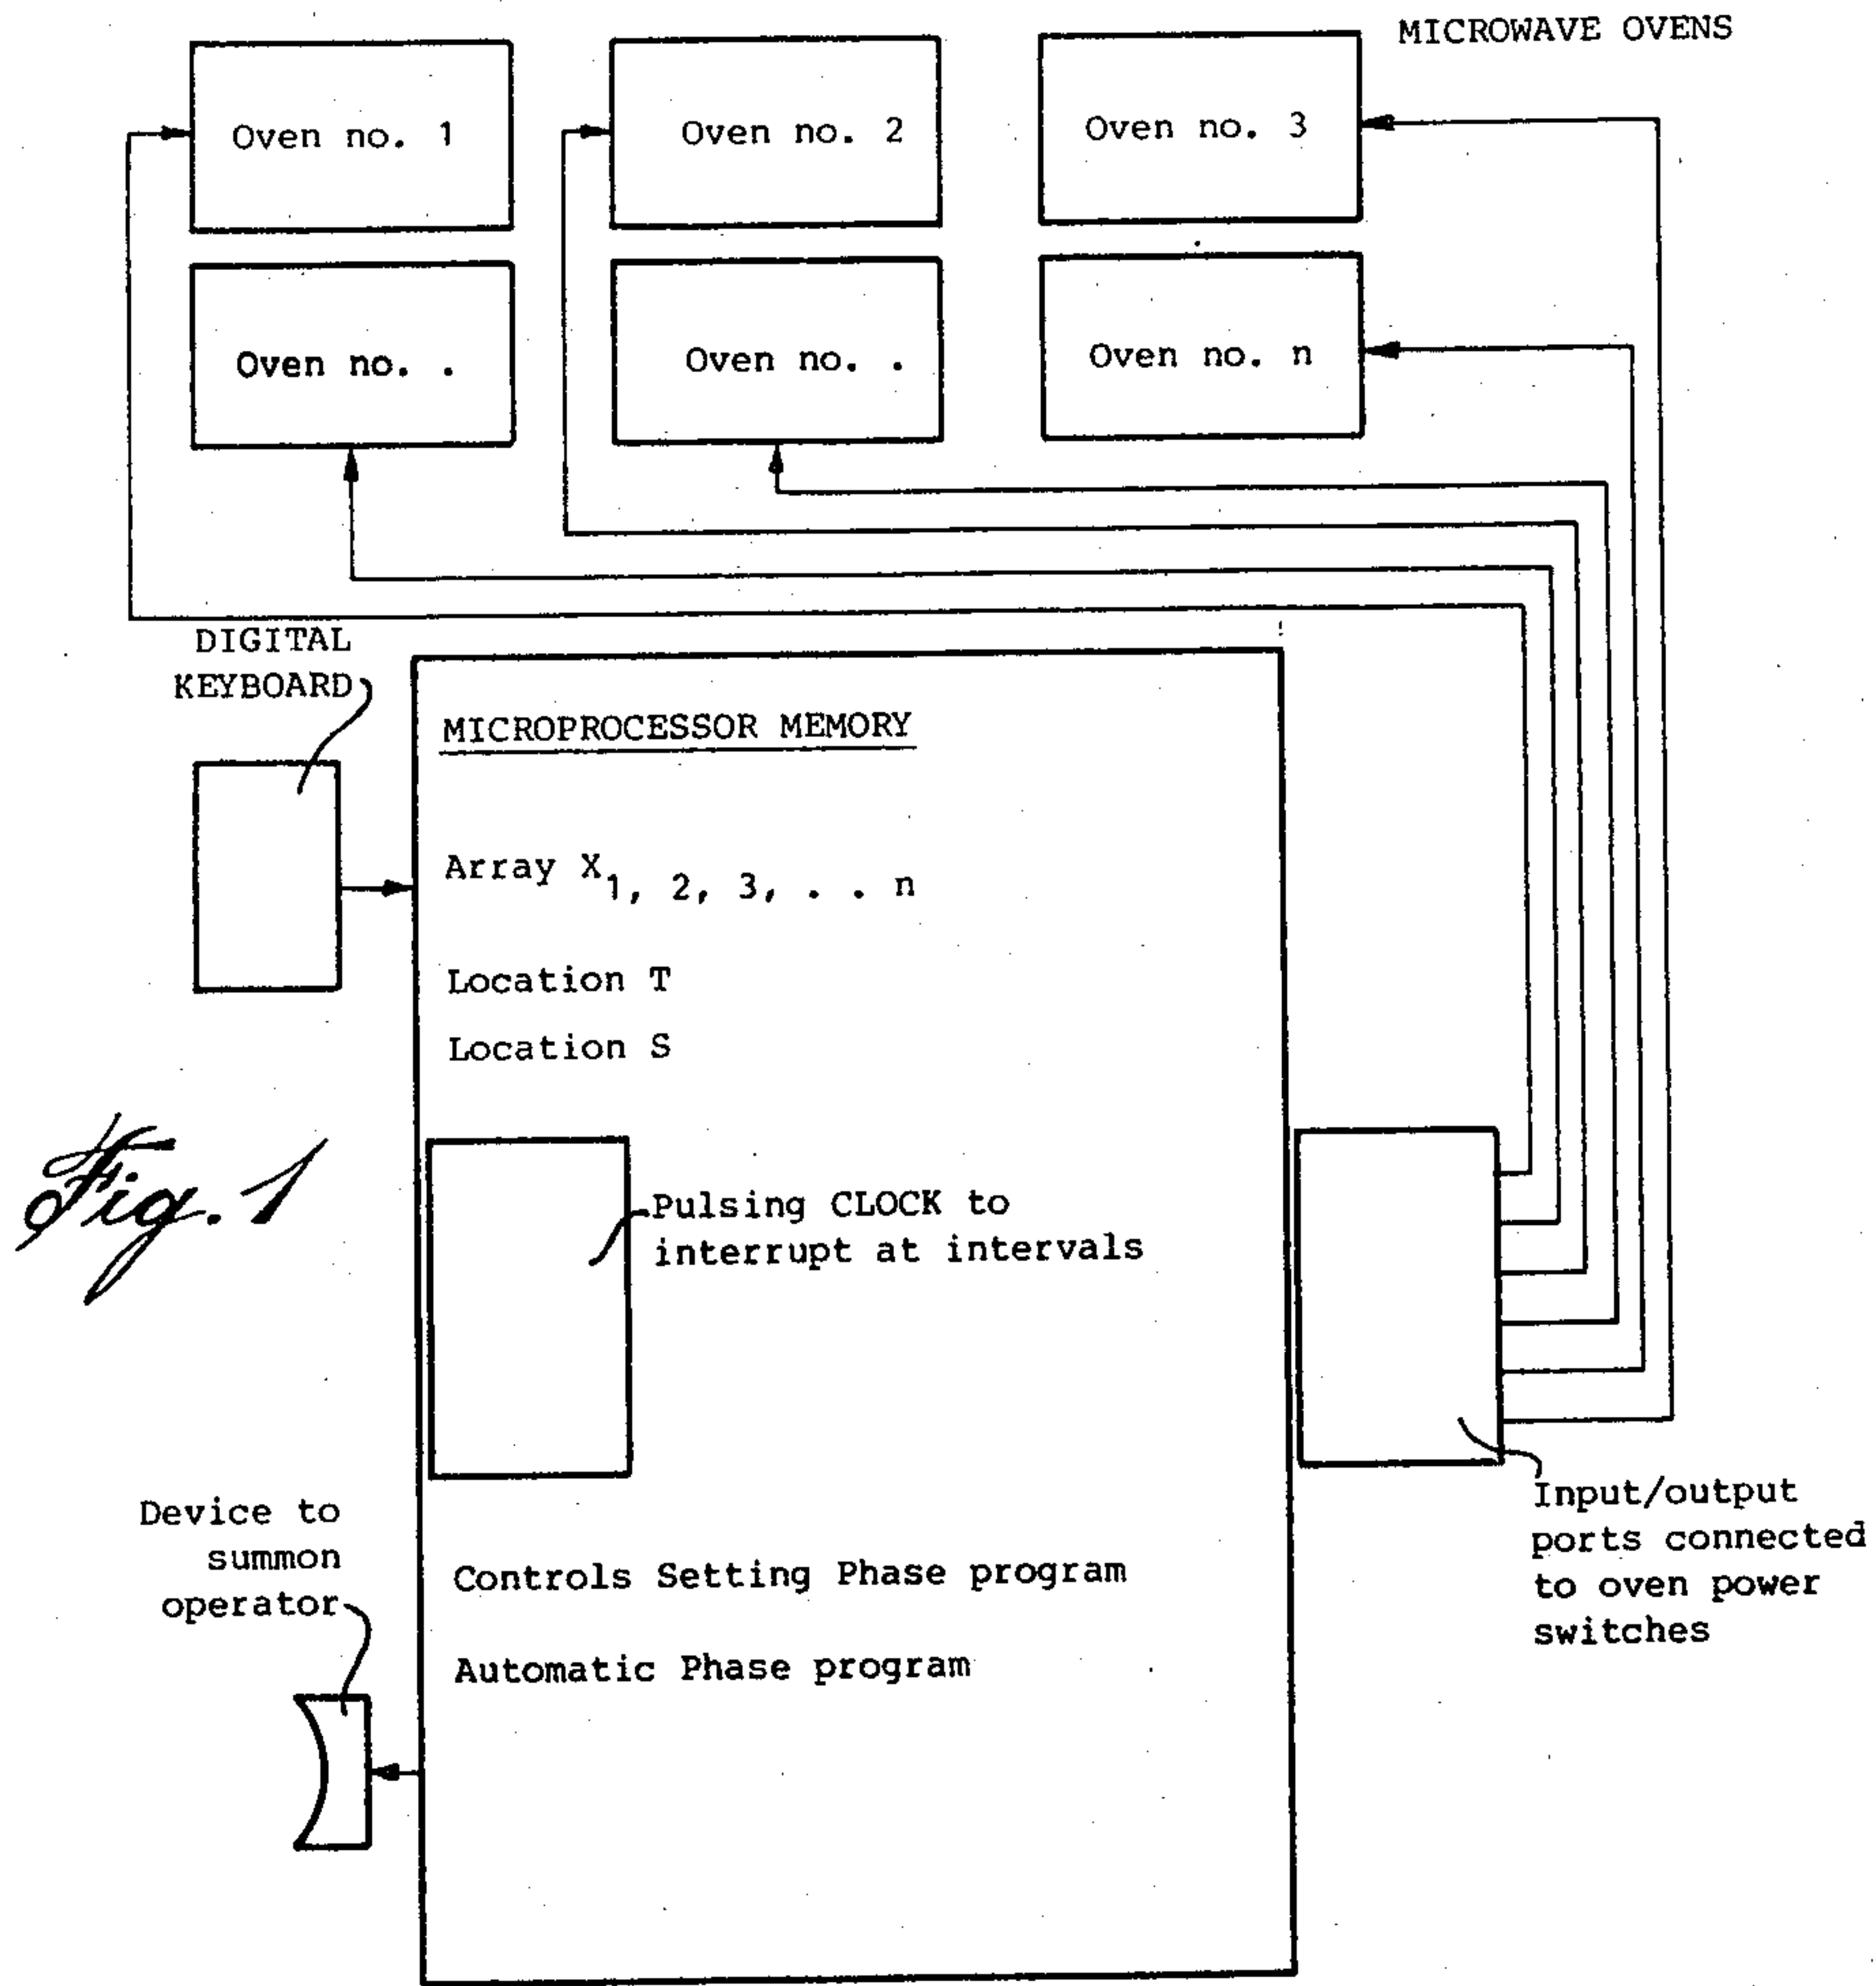 MICROWAVE OVENS
Oven no. 1
Oven no. 2
Oven no. 3
Oven no. .
Oven no. .
Oven no. n
DIGITAL
KEYBOARD
MICROPROCESSOR MEMORY
Array X1, 2, 3, . . n
Location T
Location S
Fig. 1
Pulsing CLOCK to
interrupt at intervals
Input/output
ports connected
to oven power
switches
Device to
summon
operator
Controls Setting Phase program
Automatic Phase program